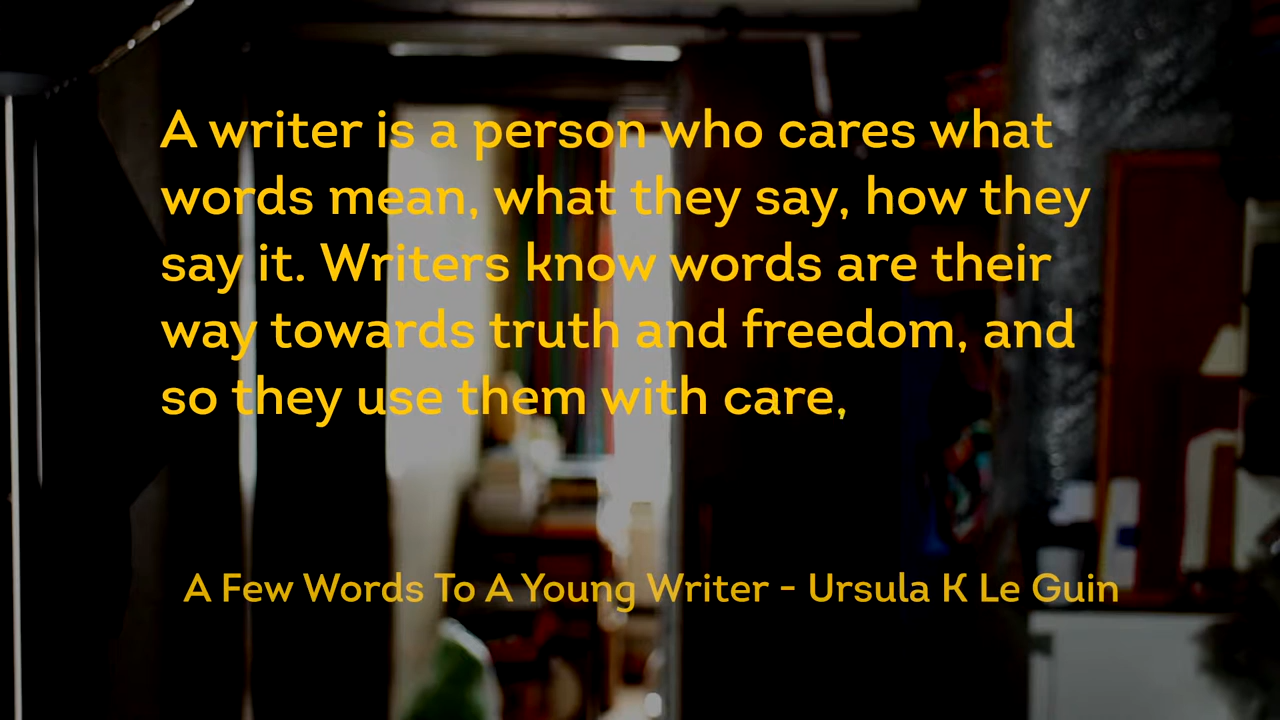 A writer is a person who cares what
words mean, what they say, how they
say it. Writers know words are their
way towards truth and freedom, and
so they use them with care,
A Few Words To A Young Writer - Ursula K Le Guin